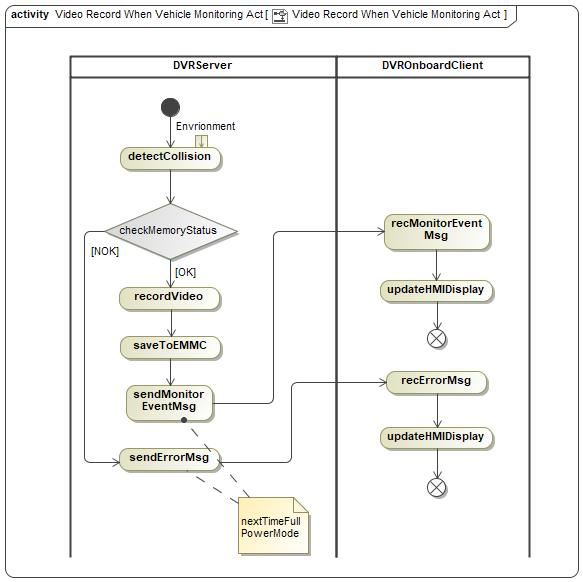 activity Video Record When Vehicle Monitoring Act [ Video Record When Vehicle Monitoring Act ]
DVRServer
DVROnboardClient
Envrionment
detectCollision
checkMemoryStatus
[NOK]
[OK]
recordVideo
saveToEMMC
sendMonitor
EventMsg
sendErrorMsg
nextTimeFull
PowerMode
recMonitorEvent
Msg
updateHMIDisplay
recErrorMsg
updateHMIDisplay